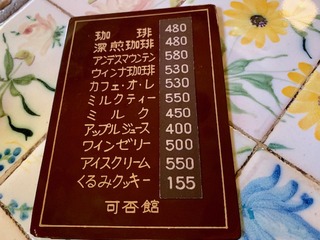 珈琲 480
深煎珈琲 480
アンデスマウンテン 580
ウィンナ珈琲 530
カフェ・オ・レ 530
ミルクティー 550
ミルク 450
アップルジュース 400
ワインゼリー 500
アイスクリーム 550
くるみクッキー 155
可否館